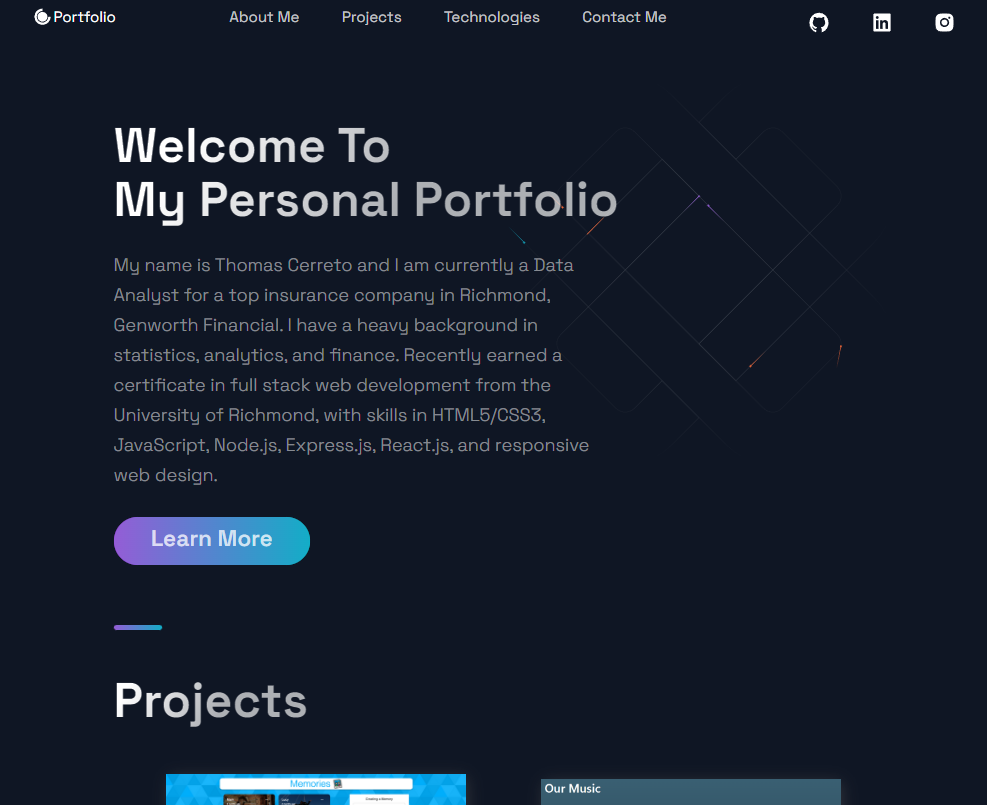 Portfolio
About Me
Projects
Technologies
Contact Me
Welcome To
My Personal Portfolio
My name is Thomas Cerreto and I am currently a Data
Analyst for a top insurance company in Richmond,
Genworth Financial. I have a heavy background in
statistics, analytics, and finance. Recently earned a
certificate in full stack web development from the
University of Richmond, with skills in HTML5/CSS3,
JavaScript, Node.js, Express.js, React.js, and responsive
web design.
Learn More
Projects
Memories
Creating a Memory
Our Music